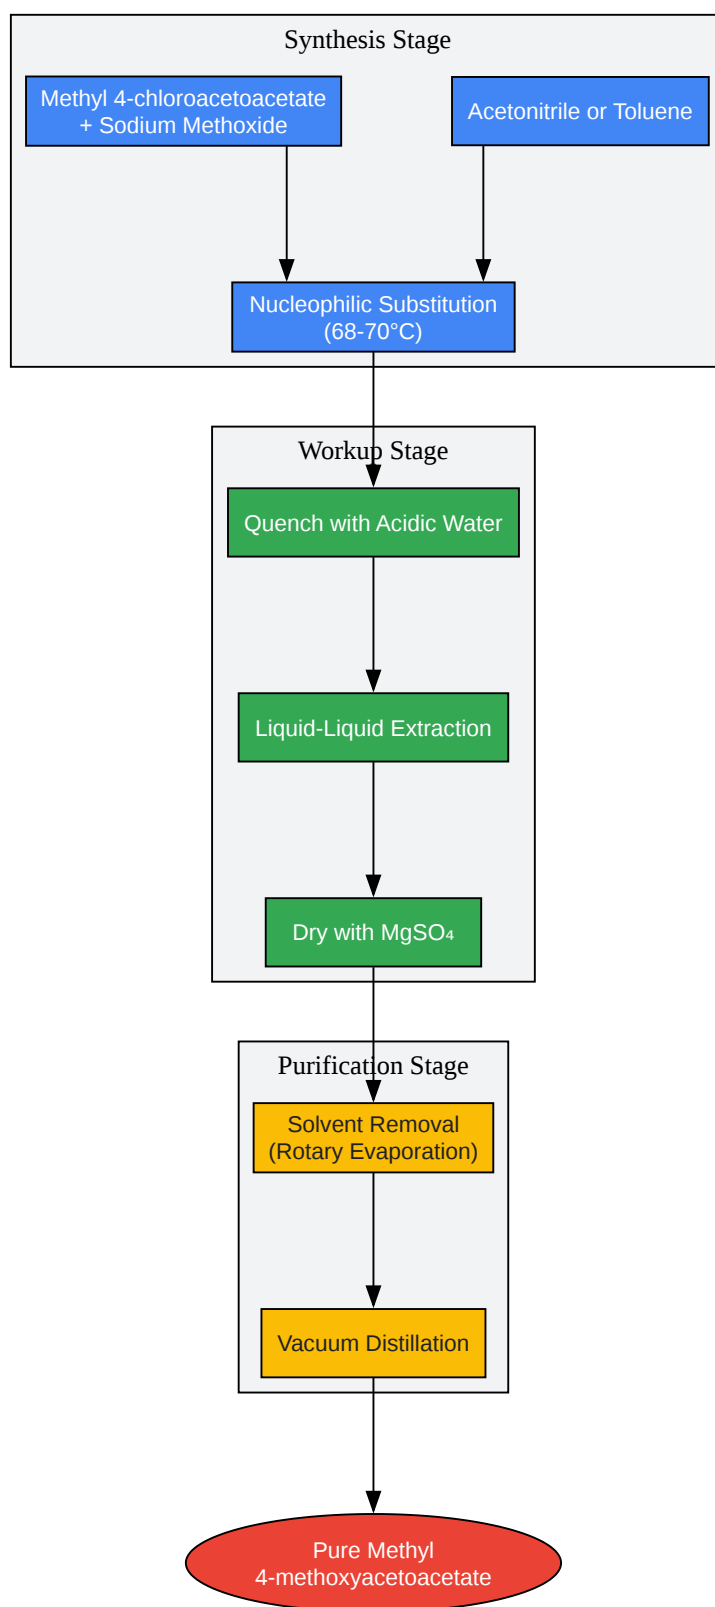 Synthesis Stage
Methyl 4-chloroacetoacetate
+ Sodium Methoxide
Acetonitrile or Toluene
Nucleophilic Substitution
(68-70°C)
Workup Stage
Quench with Acidic Water
Liquid-Liquid Extraction
Dry with MgSO₄
Purification Stage
Solvent Removal
(Rotary Evaporation)
Vacuum Distillation
Pure Methyl
4-methoxyacetoacetate